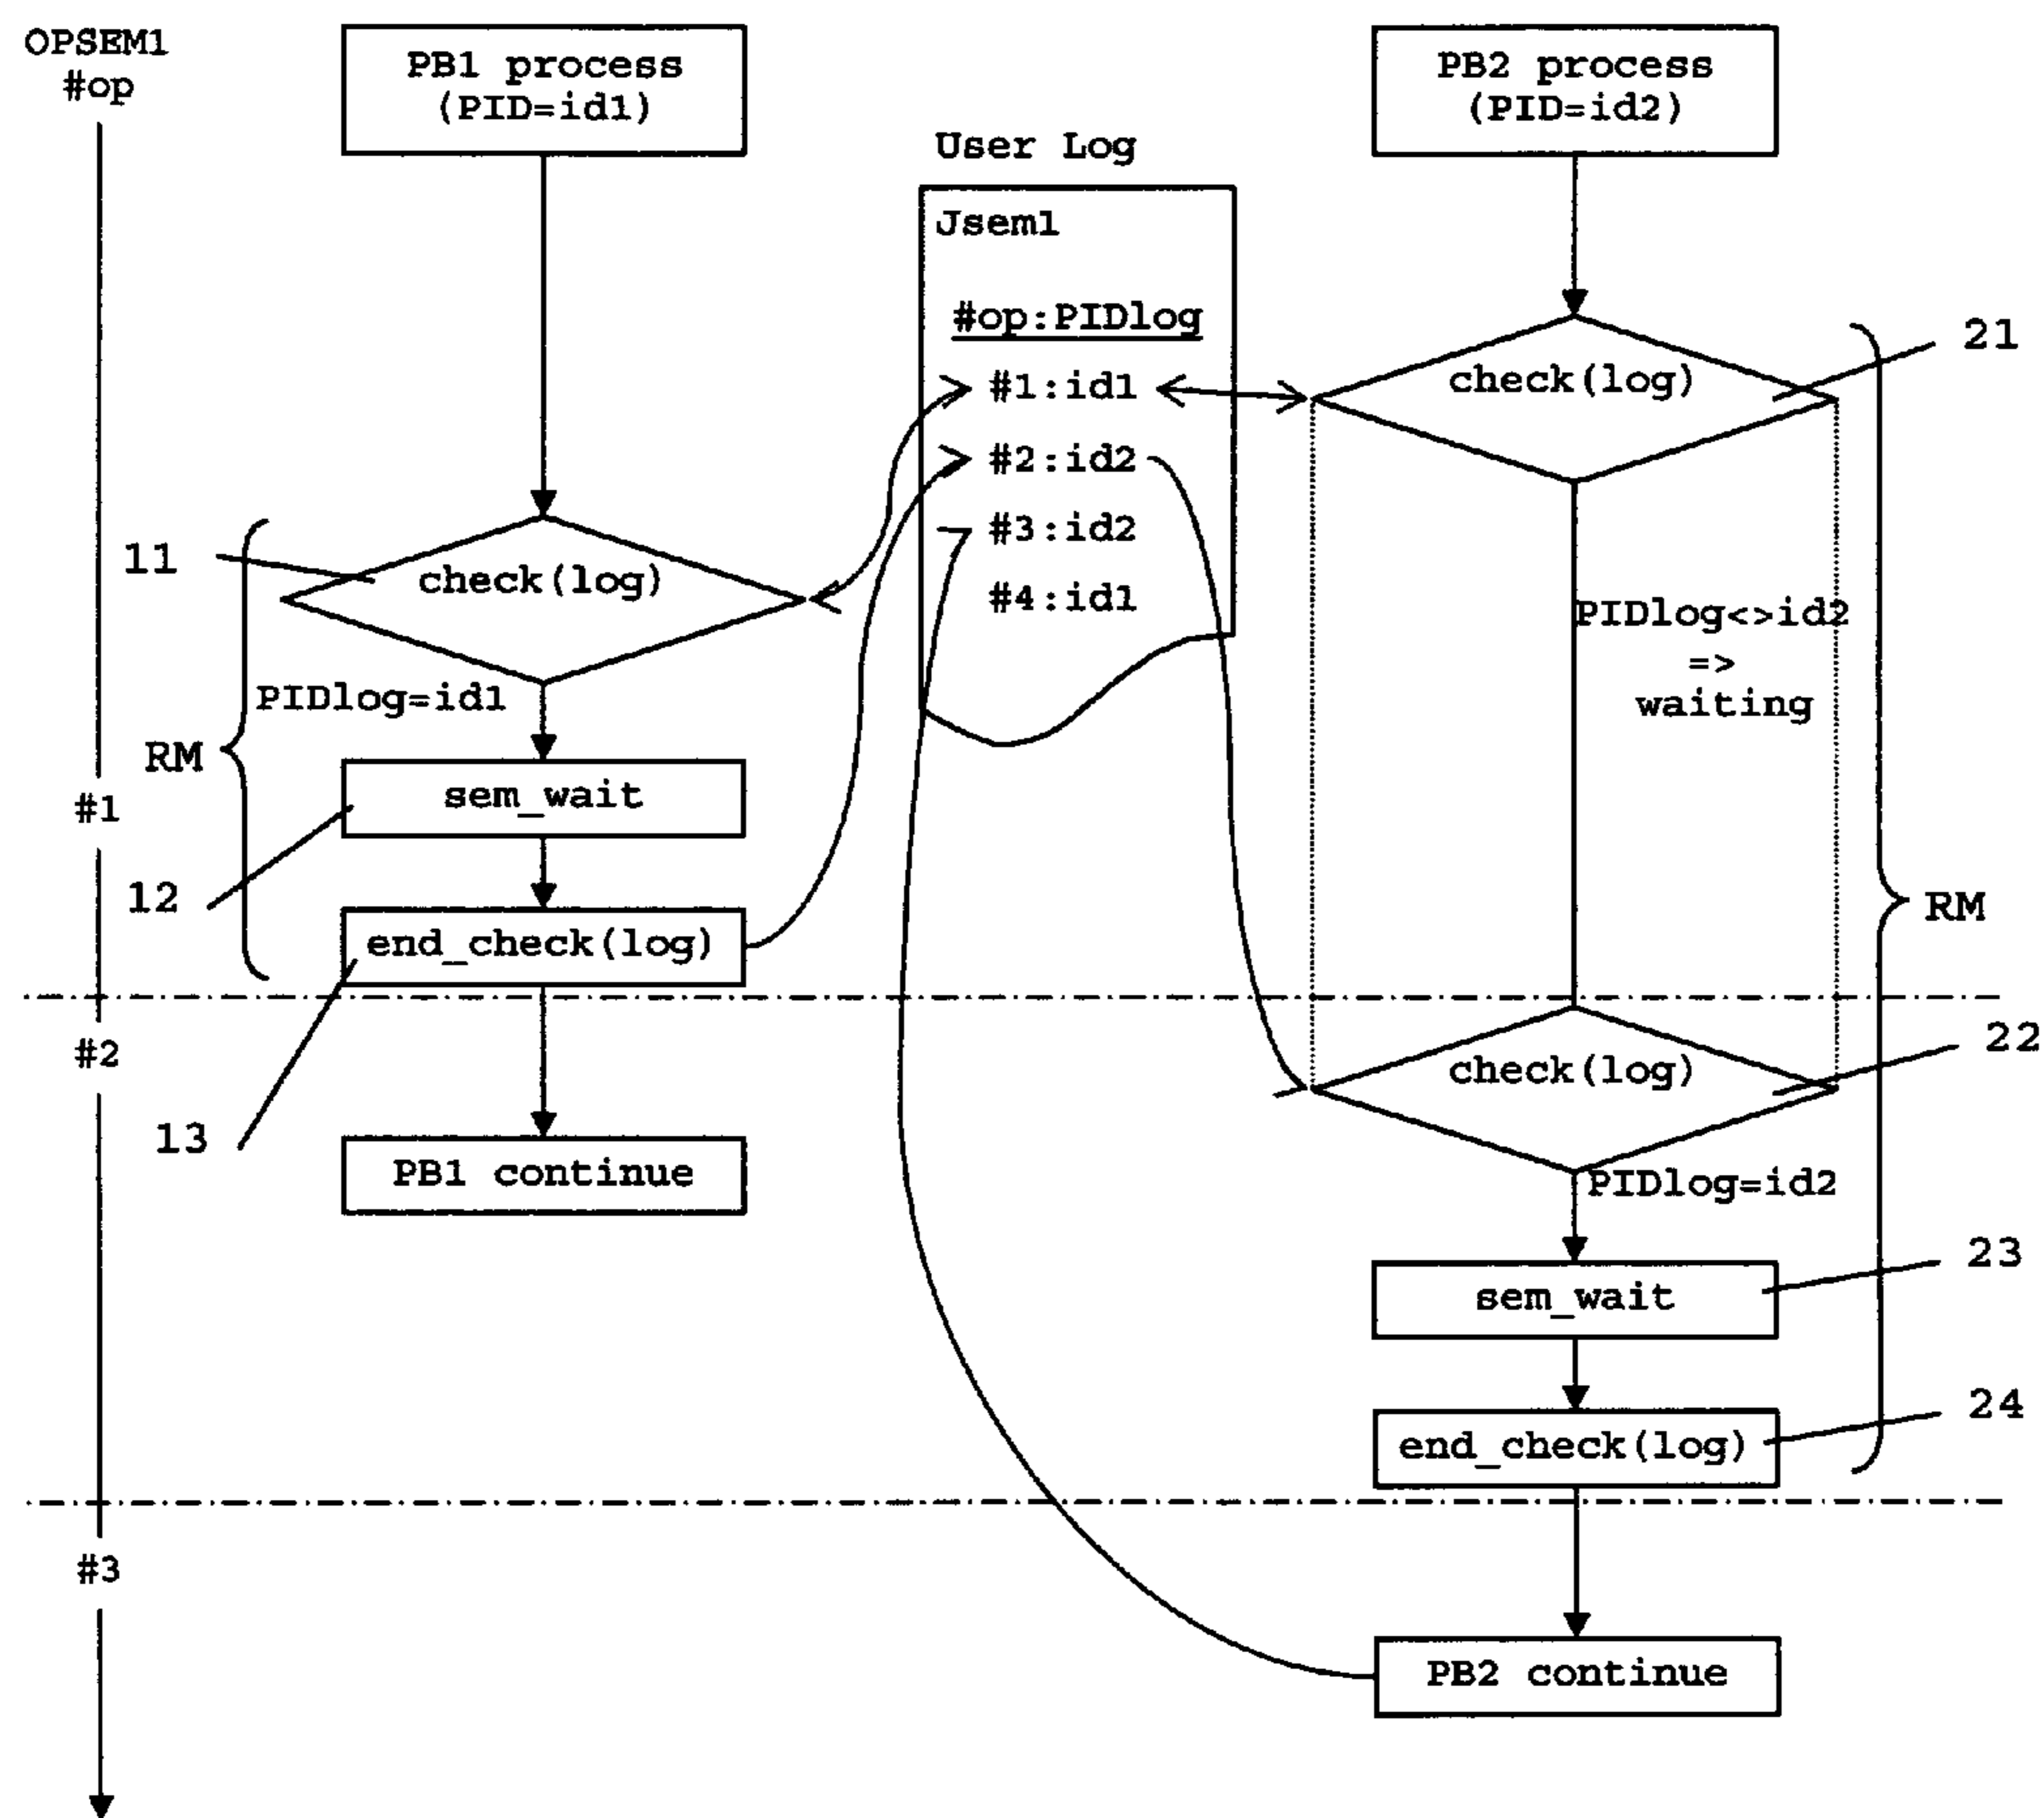 OPSEM1
#op
PB1 process
(PID=id1)
PB2 process
(PID=id2)
User Log
Jsem1
#op:PIDlog
#1:id1
#2:id2
#3:id2
#4:id1
check(log)
21
11
check(log)
PIDlog<>id2
=>
waiting
PIDlog=id1
RM
sem_wait
#1
12
end_check(log)
RM
#2
check(log)
22
13
PB1 continue
PIDlog=id2
sem_wait
23
end_check(log)
24
#3
PB2 continue